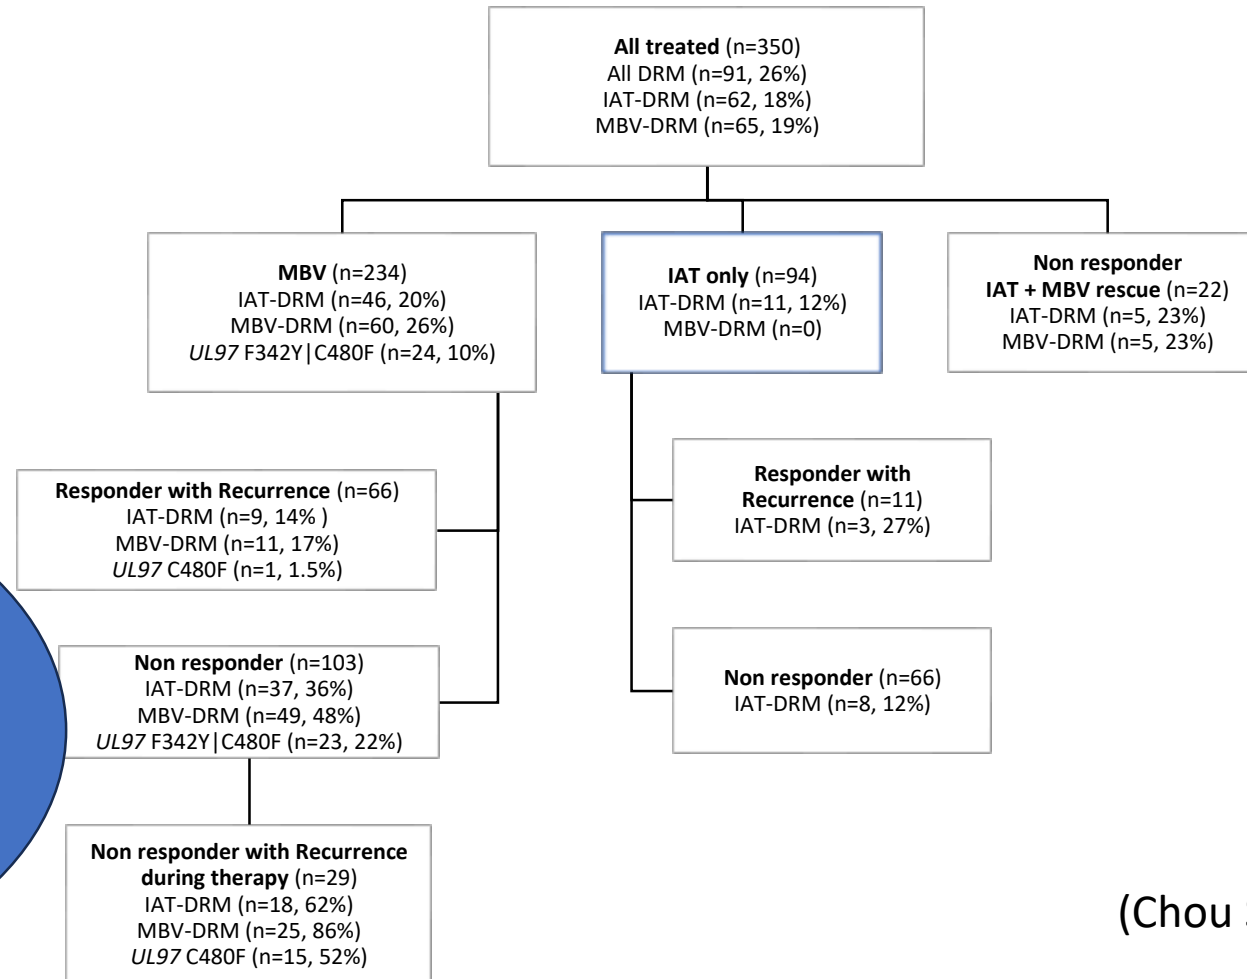 All treated (n=350)
All DRM (n=91, 26%)
IAT-DRM (n=62, 18%)
MBV-DRM (n=65, 19%)
MBV (n=234)
IAT-DRM (n=46, 20%)
MBV-DRM (n=60, 26%)
UL97 F342Y|C480F (n=24, 10%)
IAT only (n=94)
IAT-DRM (n=11, 12%)
MBV-DRM (n=0)
Non responder
IAT + MBV rescue (n=22)
IAT-DRM (n=5, 23%)
MBV-DRM (n=5, 23%)
Responder with Recurrence (n=66)
IAT-DRM (n=9, 14% )
MBV-DRM (n=11, 17%)
UL97 C480F (n=1, 1.5%)
Responder with
Recurrence (n=11)
IAT-DRM (n=3, 27%)
Non responder (n=103)
IAT-DRM (n=37, 36%)
MBV-DRM (n=49, 48%)
UL97 F342Y|C480F (n=23, 22%)
Non responder (n=66)
IAT-DRM (n=8, 12%)
Non responder with Recurrence
during therapy (n=29)
IAT-DRM (n=18, 62%)
MBV-DRM (n=25, 86%)
UL97 C480F (n=15, 52%)
(Chou